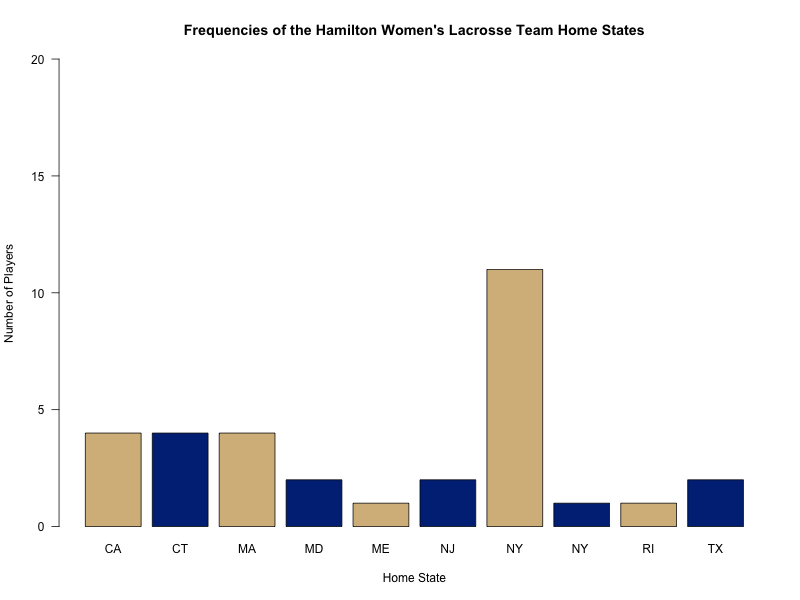 Frequencies of the Hamilton Women's Lacrosse Team Home States
20
15
10
5
0
Number of Players
CA CT MA MD ME NJ NY NY RI TX
Home State